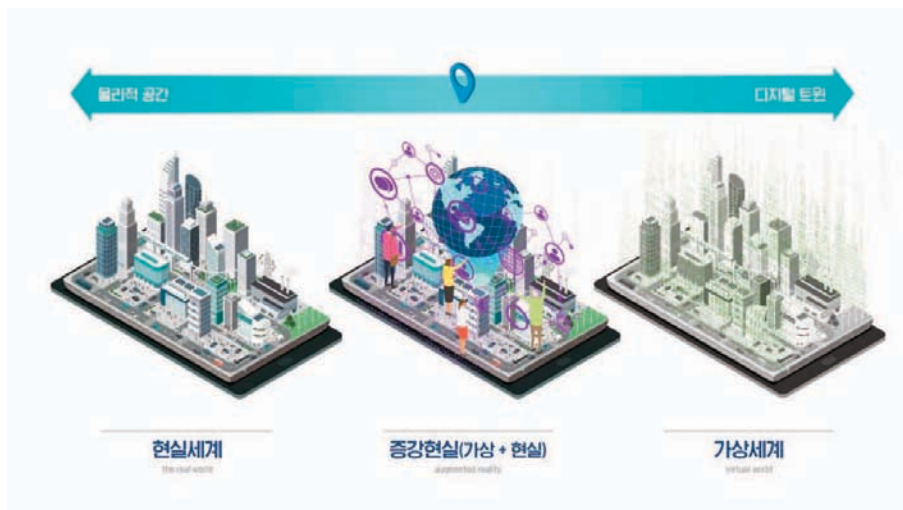 물리적 공간
디지털 트윈
현실세계
the real world
증강현실(가상 + 현실)
augmented reality
가상세계
virtual world